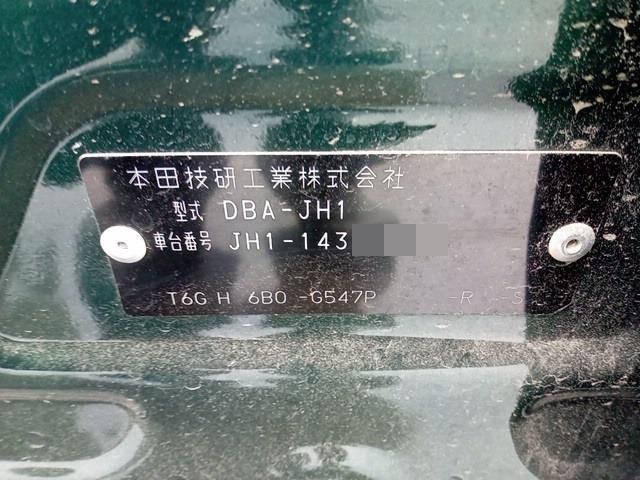 本田技研工業株式会社
型式 DBA-JH1
車台番号 JH1-143
T6G H 6B0 -G547P -R -S